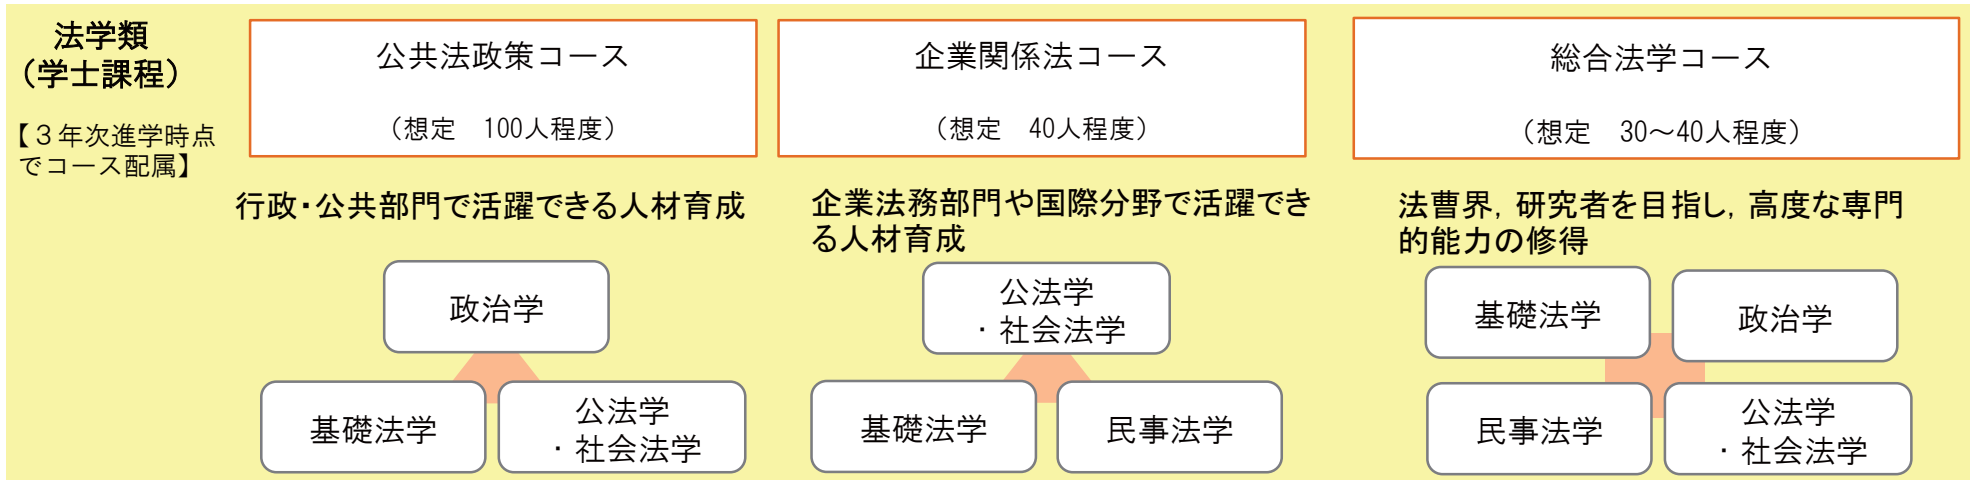 法学類
（学士課程）
【３年次進学時点
でコース配属】
公共法政策コース
（想定　100人程度）
行政・公共部門で活躍できる人材育成
政治学
基礎法学
公法学
・社会法学
企業関係法コース
（想定　40人程度）
企業法務部門や国際分野で活躍でき
る人材育成
公法学
・社会法学
基礎法学
民事法学
総合法学コース
（想定　30～40人程度）
法曹界，研究者を目指し，高度な専門
的能力の修得
基礎法学
政治学
民事法学
公法学
・社会法学